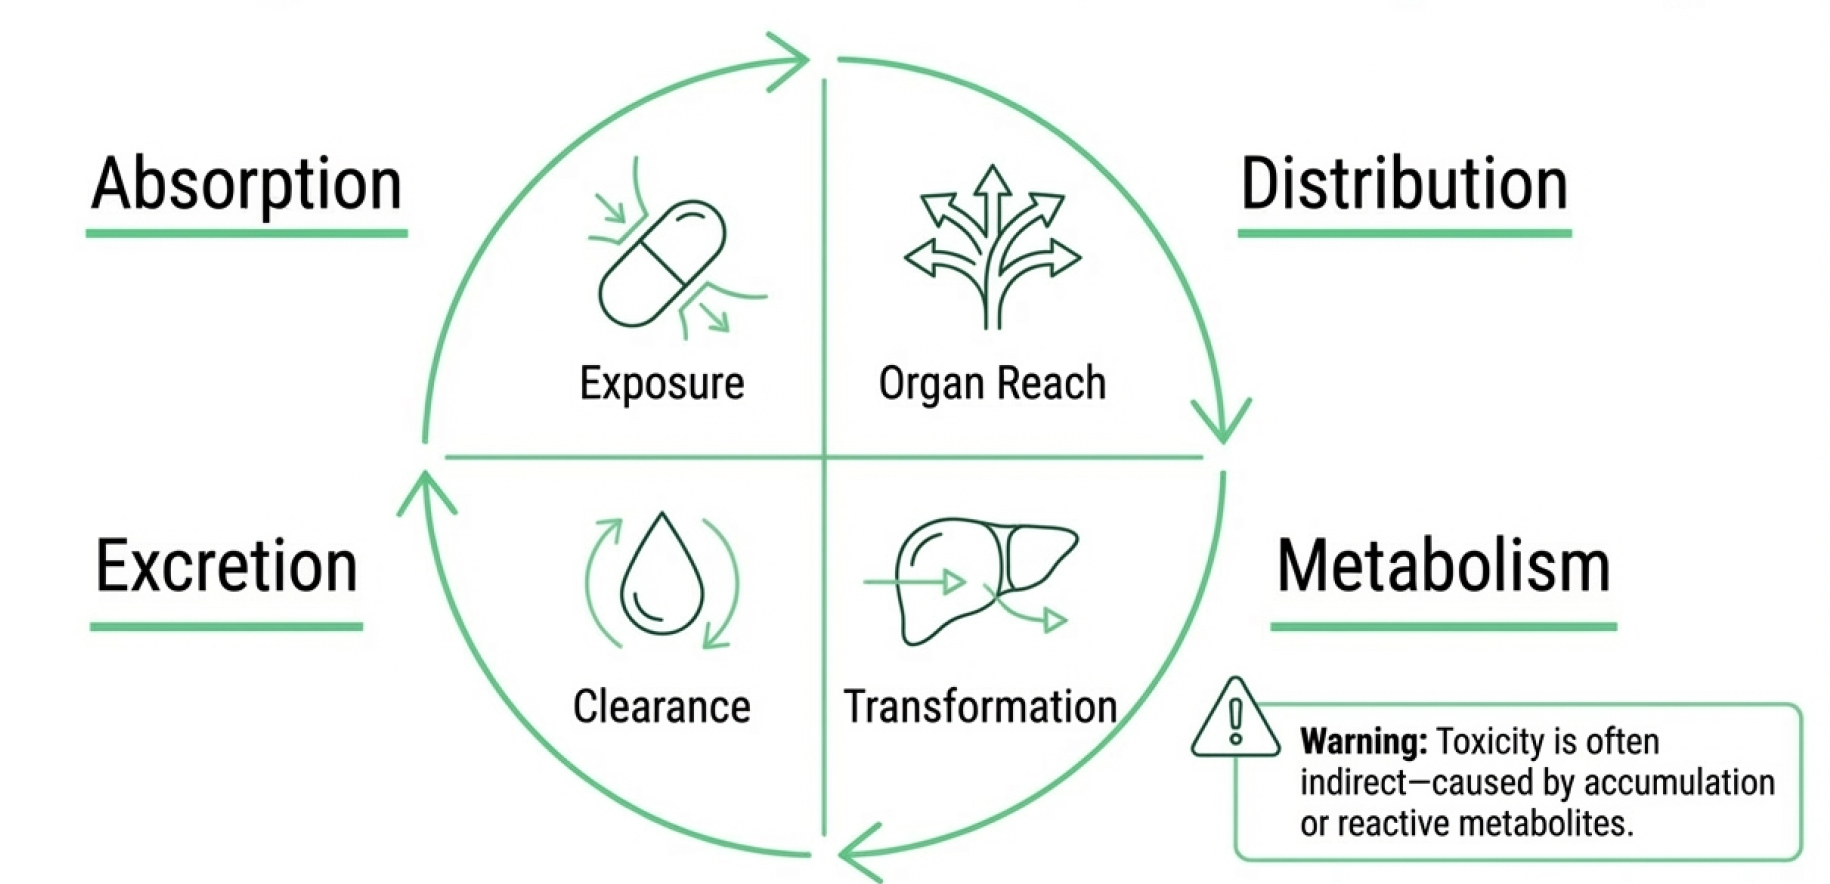 Absorption
Exposure
Organ Reach
Distribution
Excretion
Clearance
Transformation
Metabolism
Warning: Toxicity is often
indirect—caused by accumulation
or reactive metabolites.